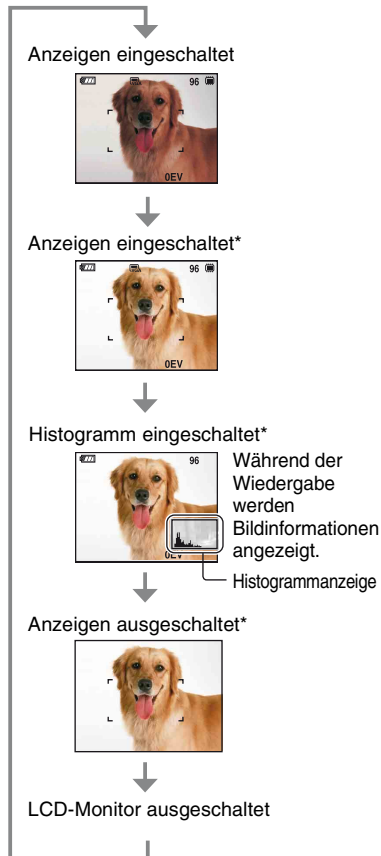 Anzeigen eingeschaltet
96
0EV
Anzeigen eingeschaltet*
96
0EV
Histogramm eingeschaltet*
96
Während der
Wiedergabe
werden
Bildinformationen
angezeigt.
Histogrammanzeige
Anzeigen ausgeschaltet*
LCD-Monitor ausgeschaltet